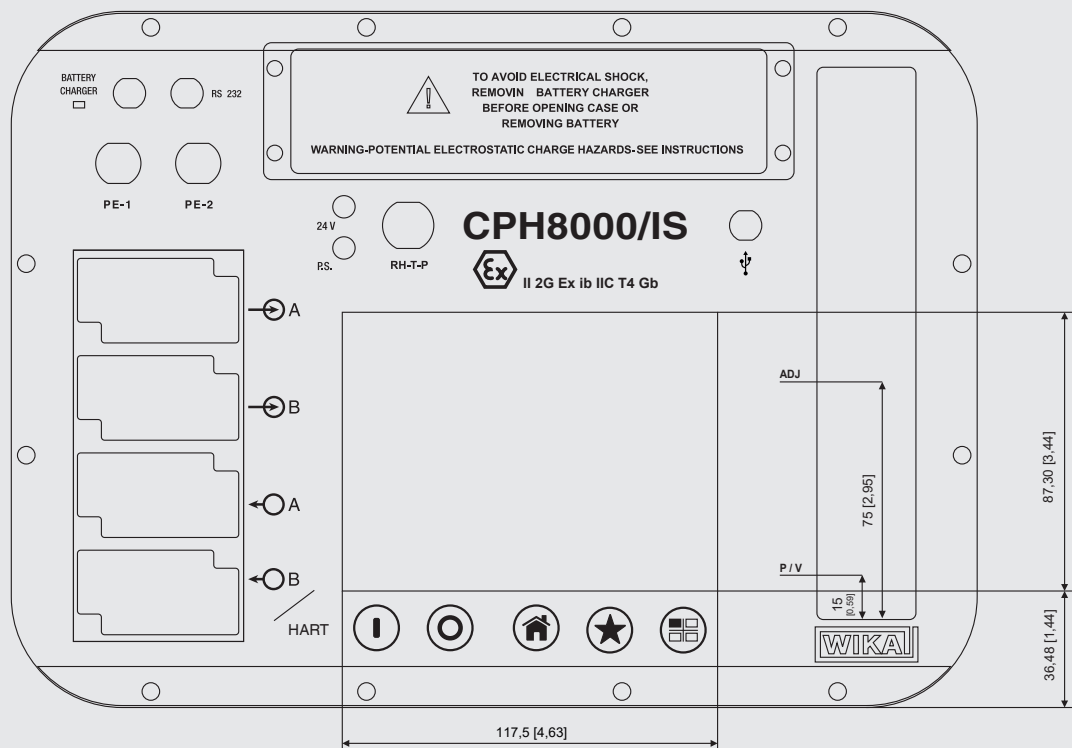 BATTERY
CHARGER
RS 232
TO AVOID ELECTRICAL SHOCK,
REMOVIN BATTERY CHARGER
BEFORE OPENING CASE OR
REMOVING BATTERY
WARNING-POTENTIAL ELECTROSTATIC CHARGE HAZARDS-SEE INSTRUCTIONS
PE-1
PE-2
24 V
P.S.
RH-T-P
CPH8000/IS
Ex
II 2G Ex ib IIC T4 Gb
A
B
A
B
HART
ADJ
P / V
75 [2,95]
15
[0,59]
87,30 [3,44]
36,48 [1,44]
WIKA
117,5 [4,63]